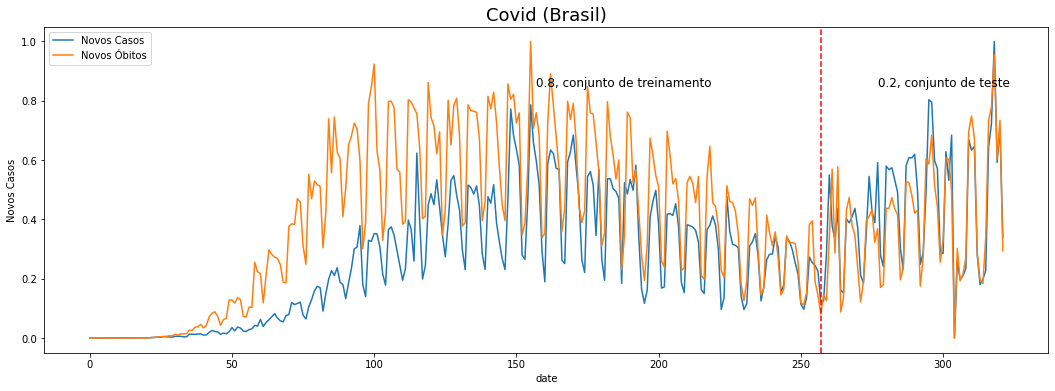 Covid (Brasil)
Novos Casos
Novos Óbitos
0.8, conjunto de treinamento
0.2, conjunto de teste
Novos Casos
1.0
0.8
0.6
0.4
0.2
0.0
0 50 100 150 200 250 300
date